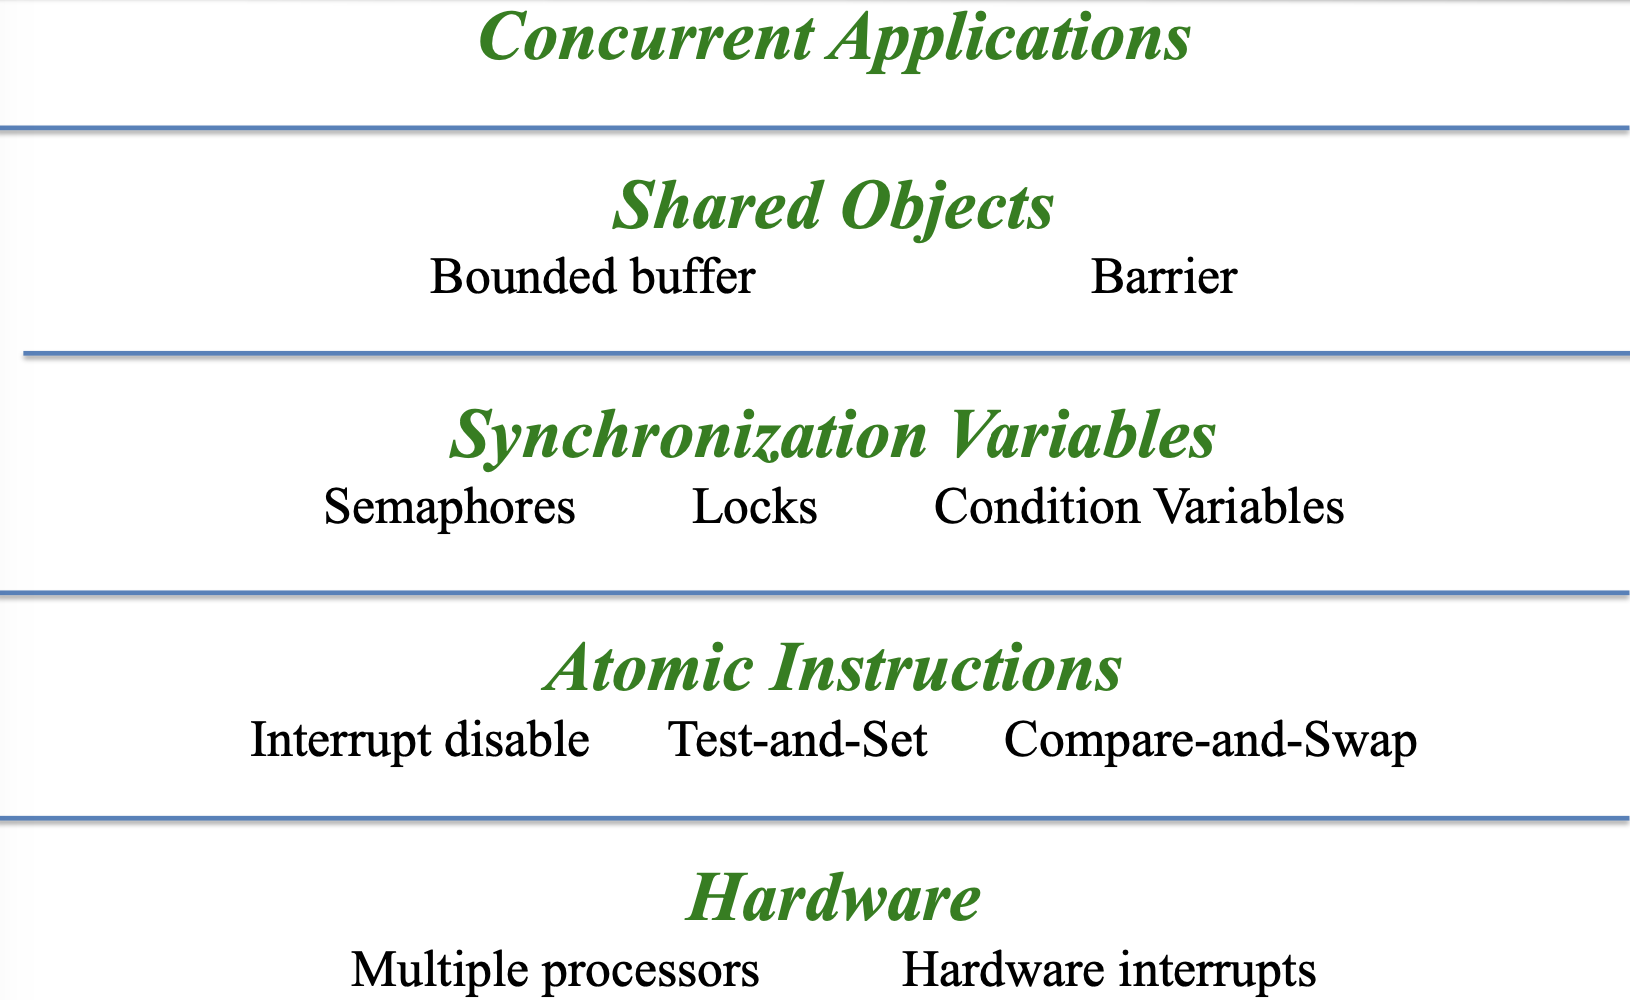 Concurrent Applications
Shared Objects
Bounded buffer Barrier
Synchronization Variables
Semaphores Locks Condition Variables
Atomic Instructions
Interrupt disable Test-and-Set Compare-and-Swap
Hardware
Multiple processors Hardware interrupts